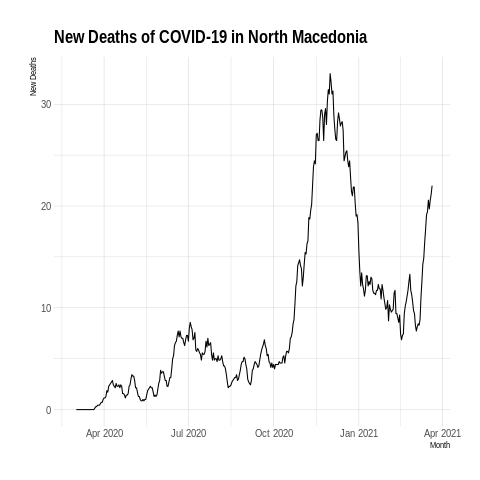 New Deaths of COVID-19 in North Macedonia
New Deaths
30
20
10
0
Apr 2020 Jul 2020 Oct 2020 Jan 2021 Apr 2021
Month